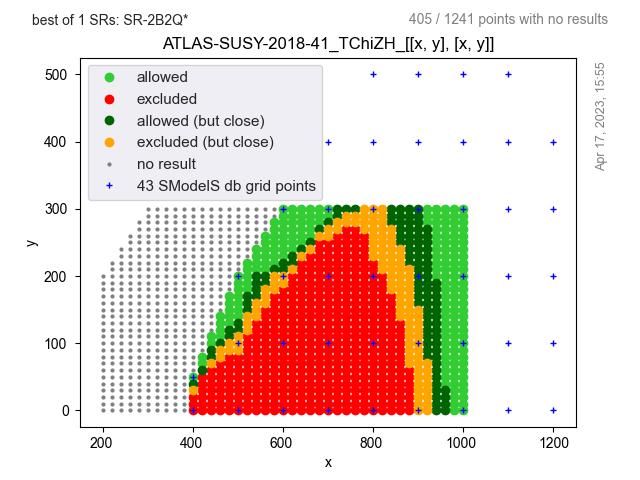 best of 1 SRs: SR-2B2Q*
405 / 1241 points with no results
ATLAS-SUSY-2018-41_TChiZH_[[x, y], [x, y]]
allowed
excluded
allowed (but close)
excluded (but close)
no result
43 SModelS db grid points
500
400
300
200
100
0
y
200
400
600
800
1000
1200
x
Apr 17, 2023, 15:55